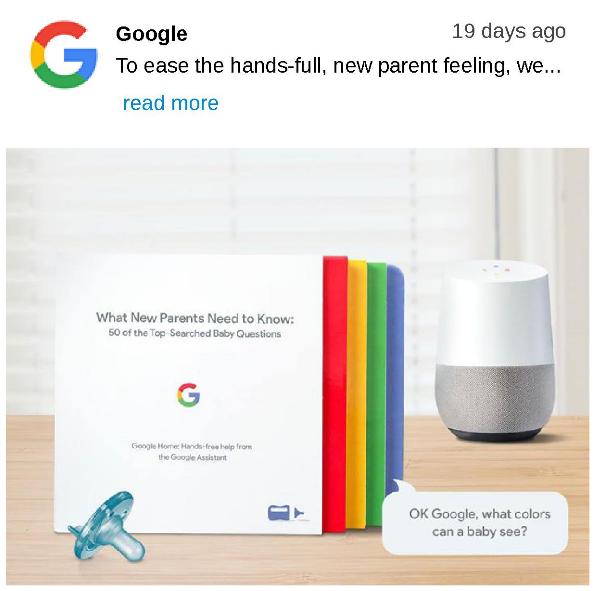 Google
19 days ago
To ease the hands-full, new parent feeling, we...
read more
What New Parents Need to Know:
50 of the Top-Searched Baby Questions
G
Google Home: Hands-free help from
the Google Assistant
OK Google, what colors
can a baby see?